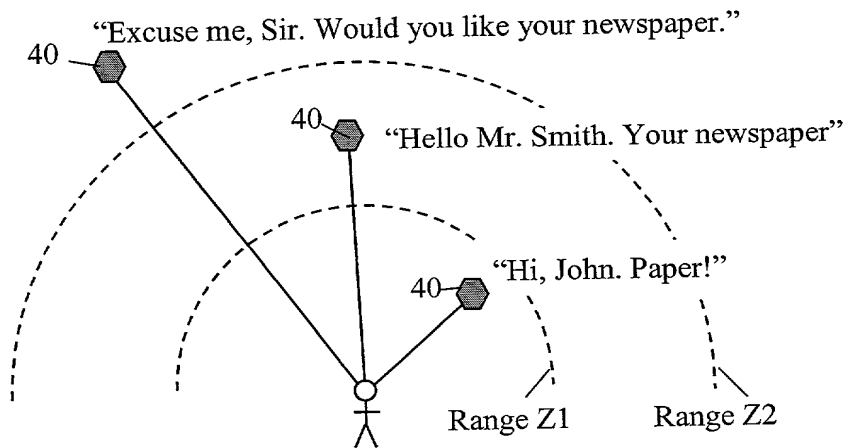 “Excuse me, Sir. Would you like your newspaper.”
40
40
“Hello Mr. Smith. Your newspaper”
“Hi, John. Paper!”
40
Range Z1
Range Z2